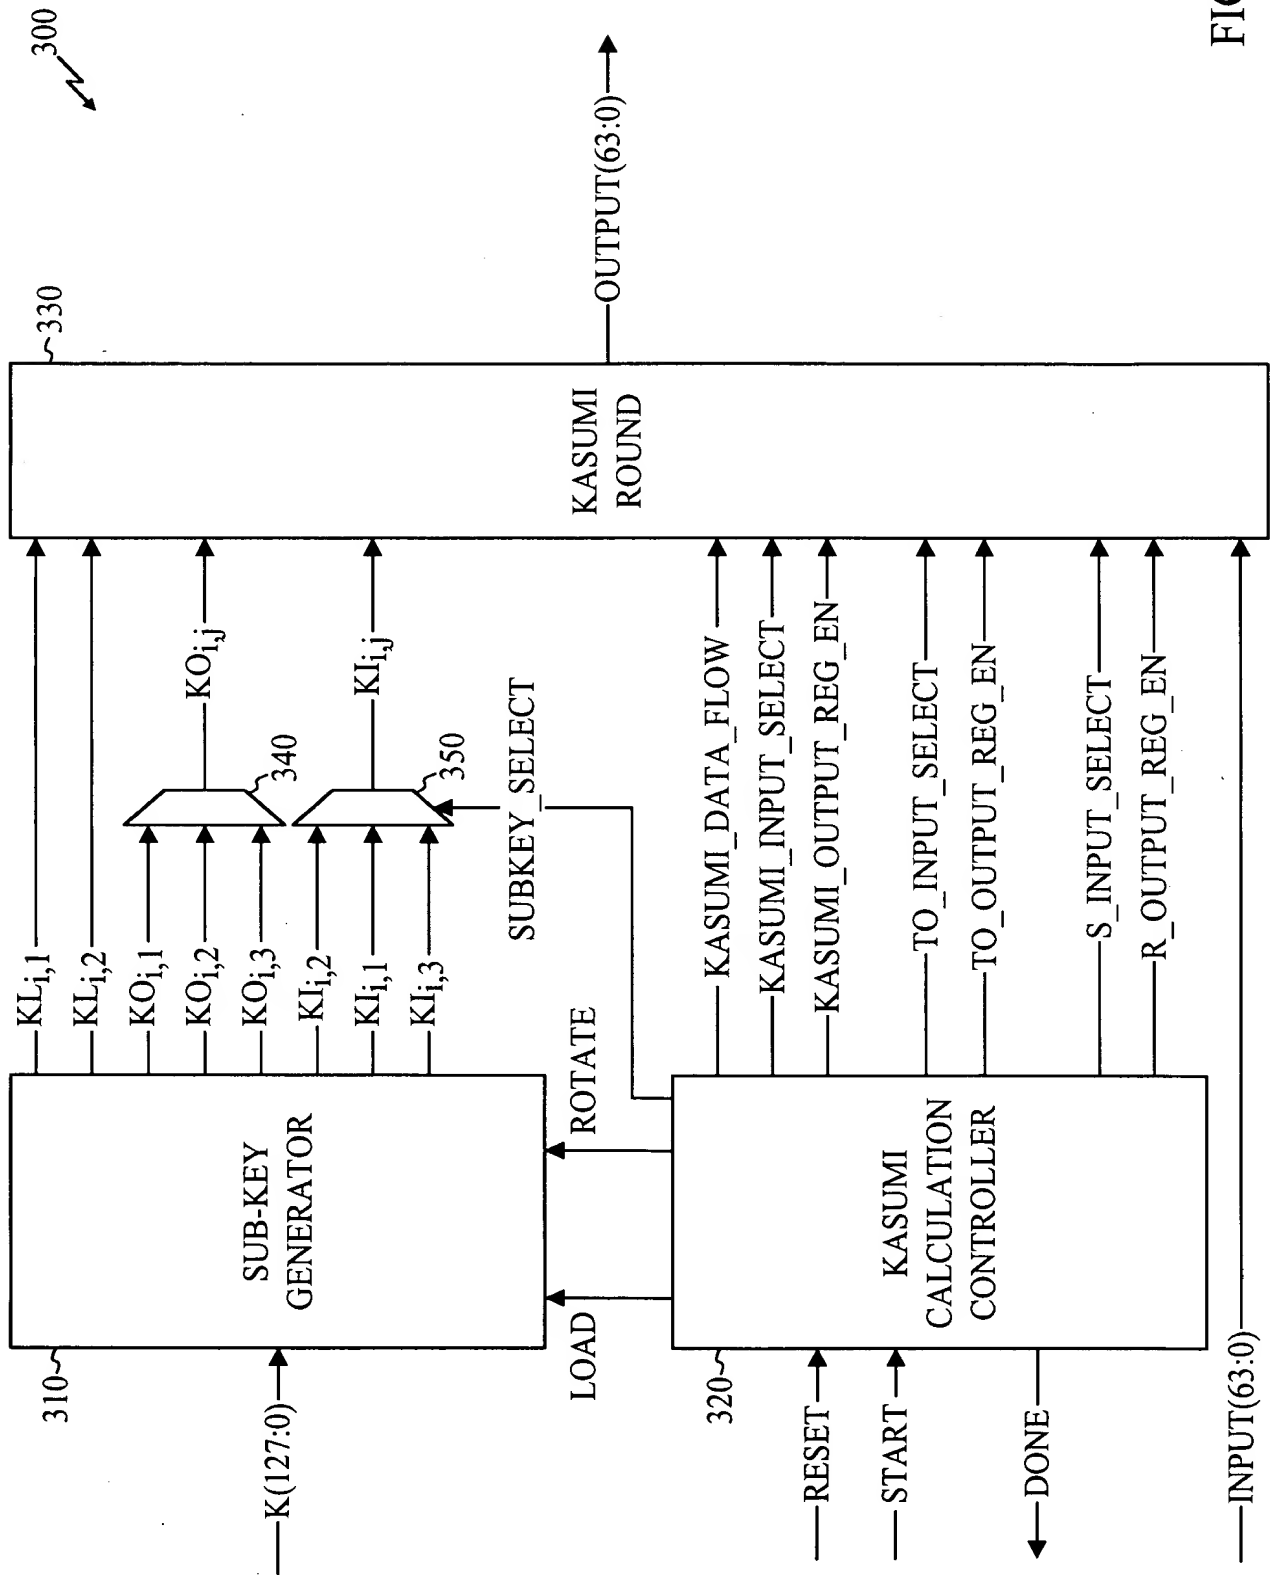 300
K(127:0)
310
SUB-KEY
GENERATOR
KLi,1
KLi,2
KOi,1
KOi,2
KOi,3
KIi,2
KIi,1
KIi,3
340
350
KOi,j
KIi,j
330
KASUMI
ROUND
OUTPUT(63:0)
LOAD
ROTATE
SUBKEY_SELECT
RESET
START
DONE
320
KASUMI
CALCULATION
CONTROLLER
KASUMI_DATA_FLOW
KASUMI_INPUT_SELECT
KASUMI_OUTPUT_REG_EN
TO_INPUT_SELECT
TO_OUTPUT_REG_EN
S_INPUT_SELECT
R_OUTPUT_REG_EN
INPUT(63:0)